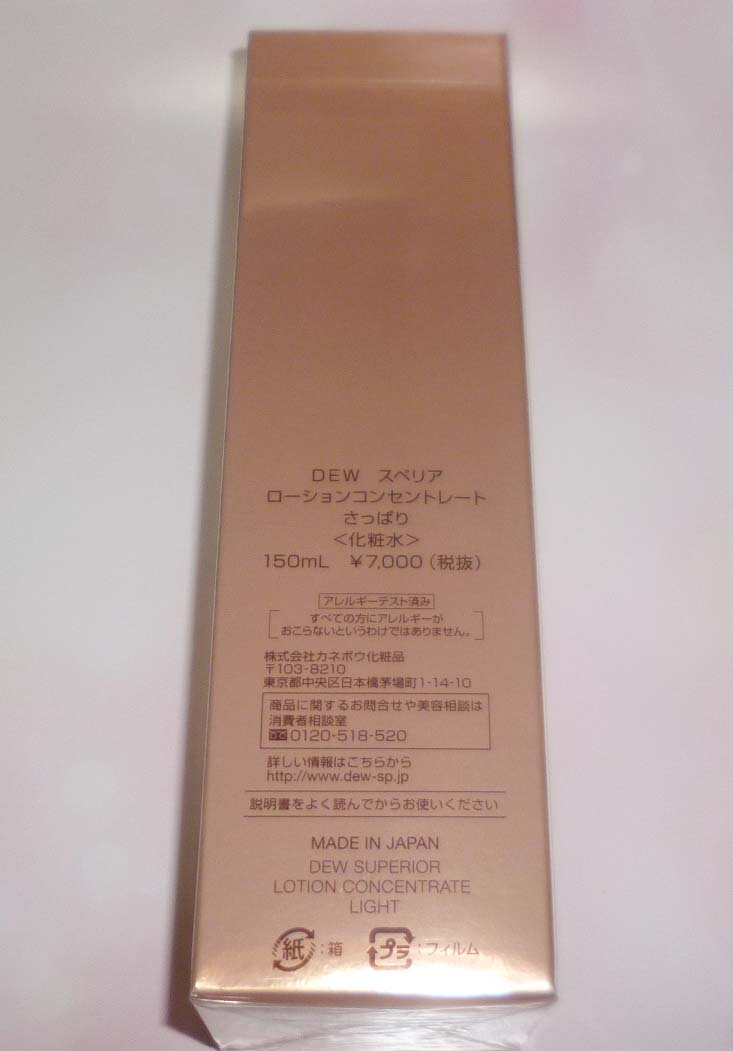 DEW スペリア
ローションコンセントレート
さっぱり
<化粧水>
150mL ¥7,000(税抜)
アレルギーテスト済み
すべての方にアレルギーが
おこらないというわけではありません。
株式会社カネボウ化粧品
〒103-8210
東京都中央区日本橋茅場町1-14-10
商品に関するお問合せや美容相談は
消費者相談室
0120-518-520
詳しい情報はこちらから
http://www.dew-sp.jp
説明書をよく読んでからお使いください
MADE IN JAPAN
DEW SUPERIOR
LOTION CONCENTRATE
LIGHT
紙:箱 プラ:フィルム